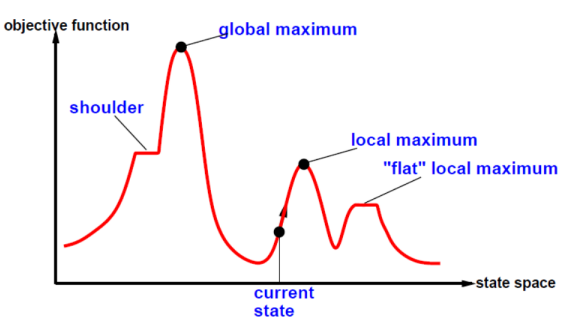 objective function
global maximum
shoulder
local maximum
"flat" local maximum
state space
current
state